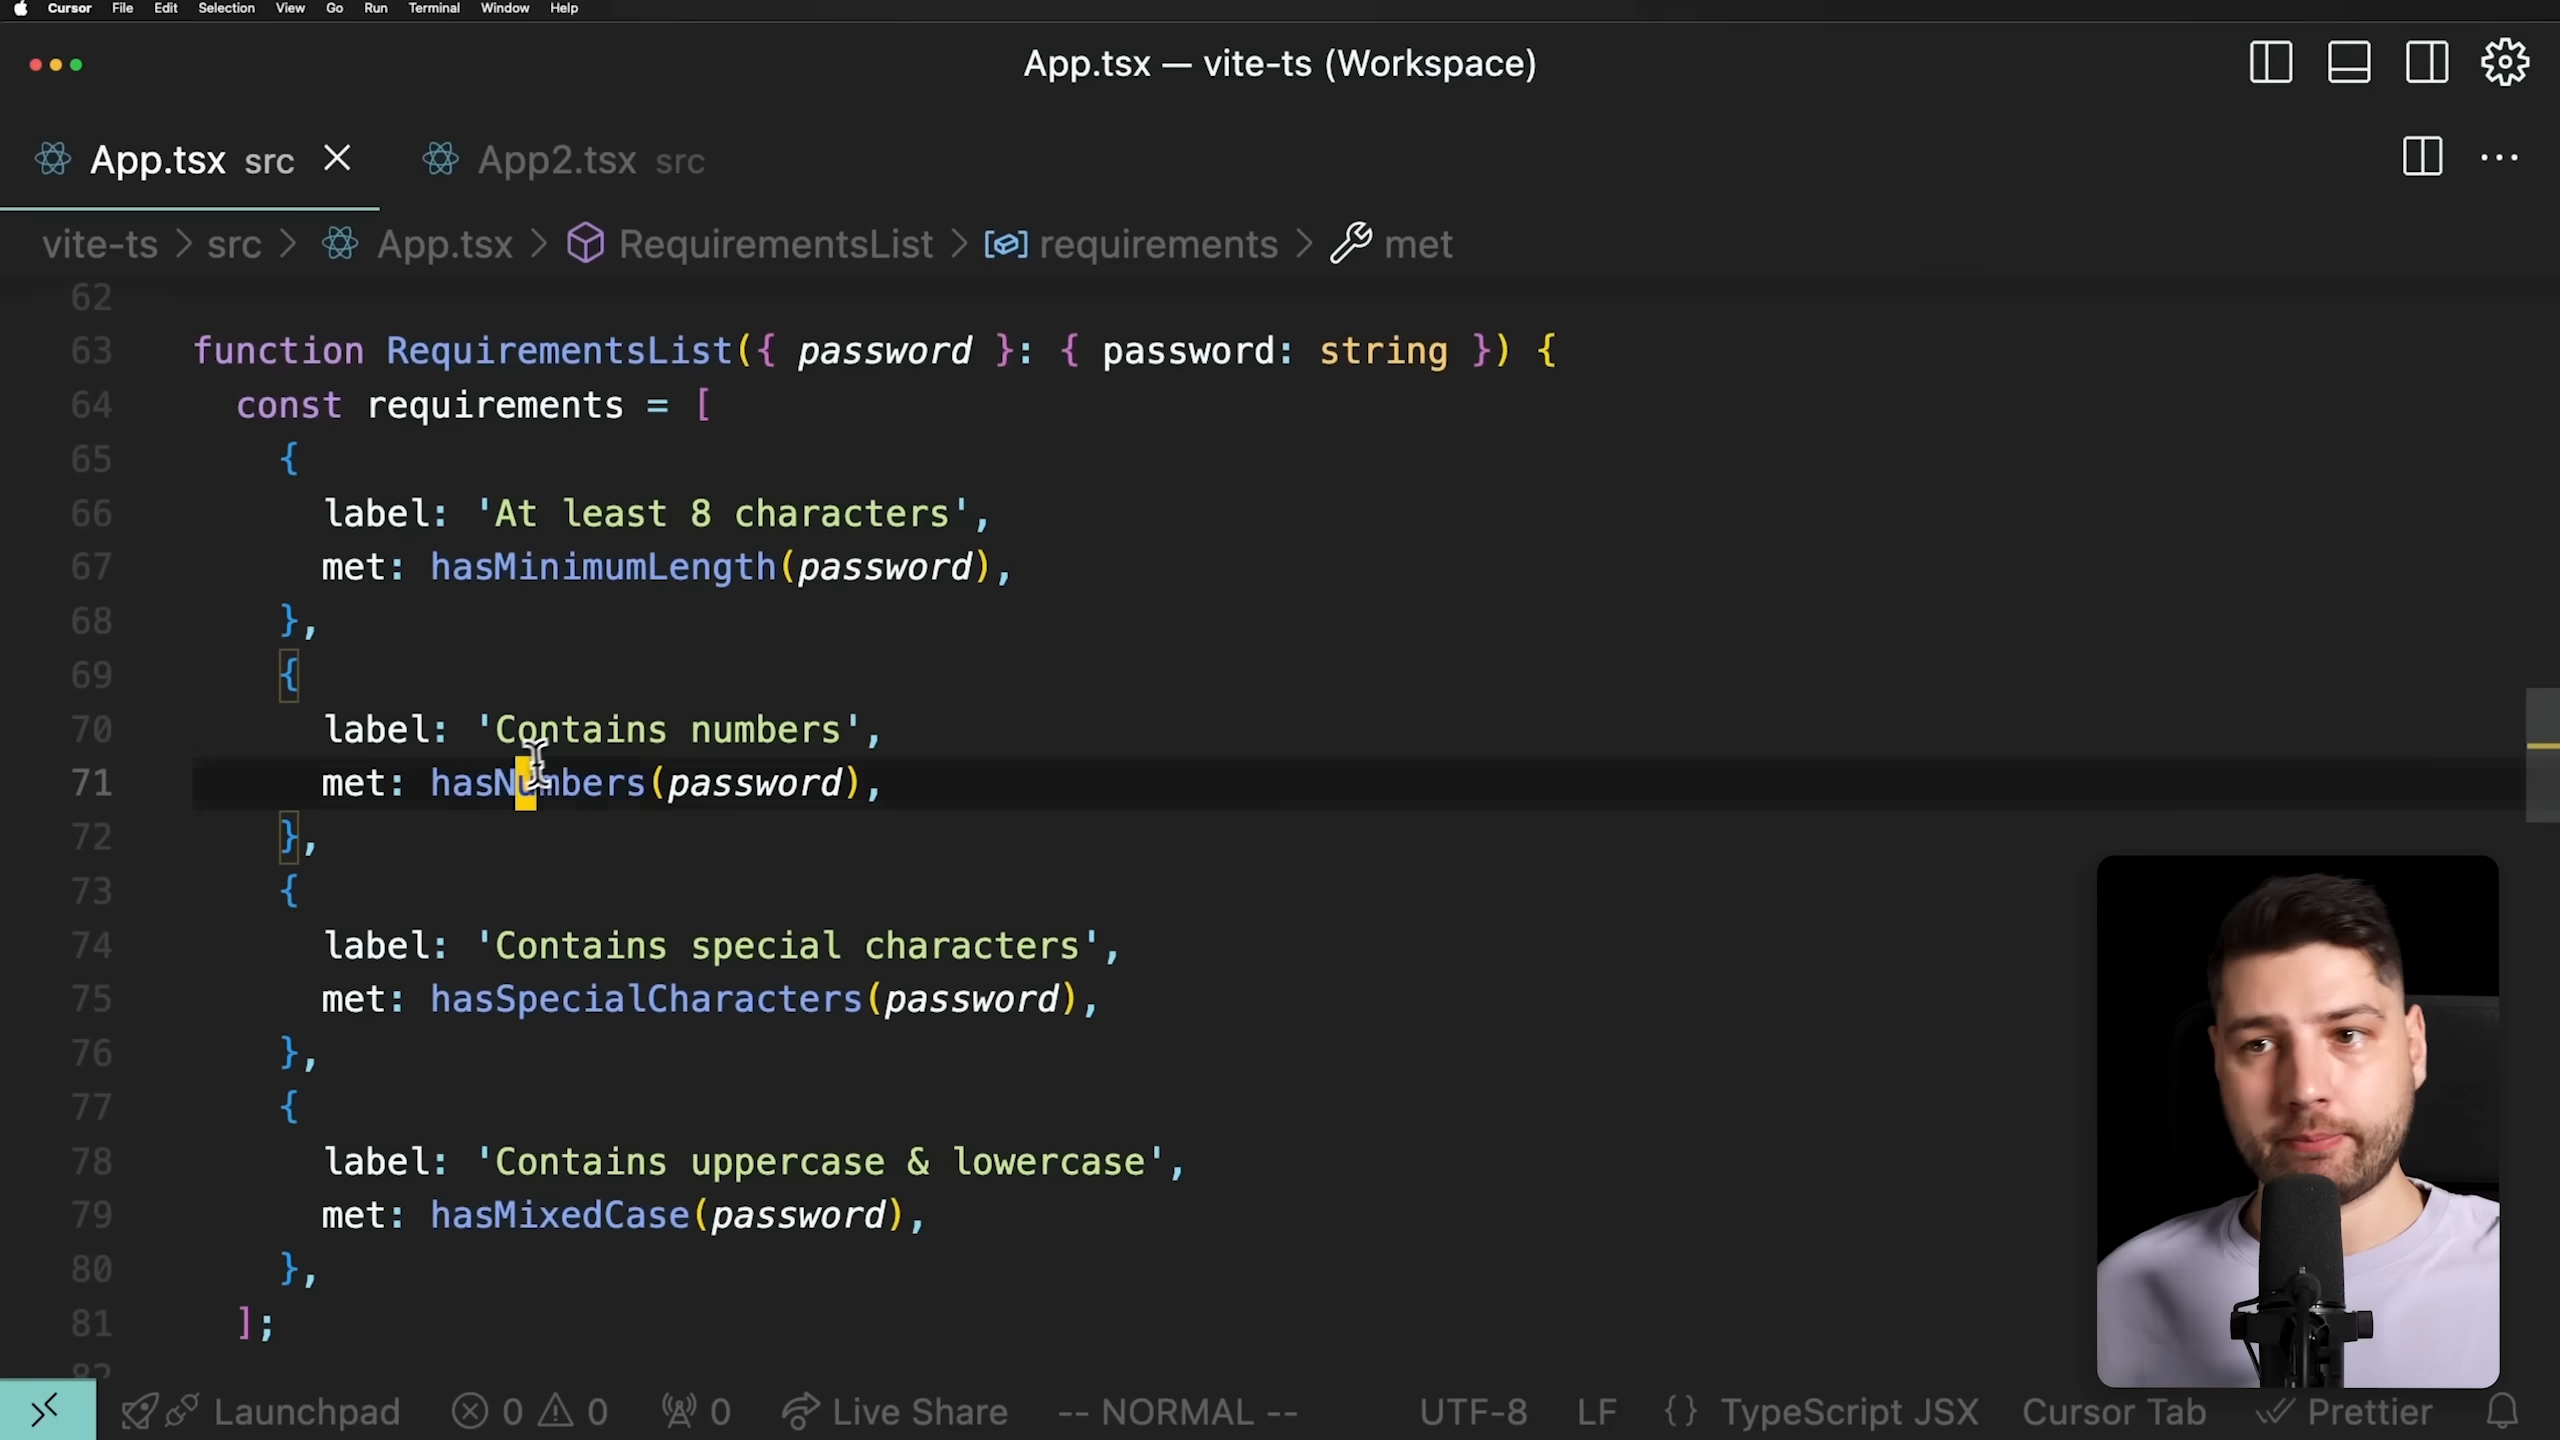 Cursor File Edit Selection View Go Run Terminal Window Help
App.tsx — vite-ts (Workspace)
App.tsx src App2.tsx src
vite-ts > src > App.tsx > RequirementsList > requirements > met
62
63 function RequirementsList({ password }: { password: string }) {
64 const requirements = [
65 {
66 label: 'At least 8 characters',
67 met: hasMinimumLength(password),
68 },
69 {
70 label: 'Contains numbers',
71 met: hasNumbers(password),
72 },
73 {
74 label: 'Contains special characters',
75 met: hasSpecialCharacters(password),
76 },
77 {
78 label: 'Contains uppercase & lowercase',
79 met: hasMixedCase(password),
80 },
81 ];
82
Launchpad 0 0 0 Live Share -- NORMAL -- UTF-8 LF {} TypeScript JSX Cursor Tab Prettier